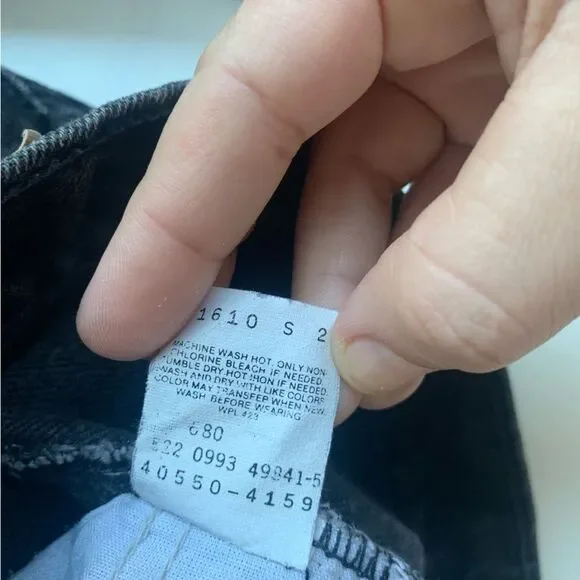 1610 S 2
MACHINE WASH HOT, ONLY NON-
CHLORINE BLEACH IF NEEDED,
TUMBLE DRY HOT IRON IF NEEDED.
WASH AND DRY WITH LIKE COLORS
COLOR MAY TRANSFER WHEN NEW.
WASH BEFORE WEARING
WPL 423
680
522 0993 49841-5
40550-4159